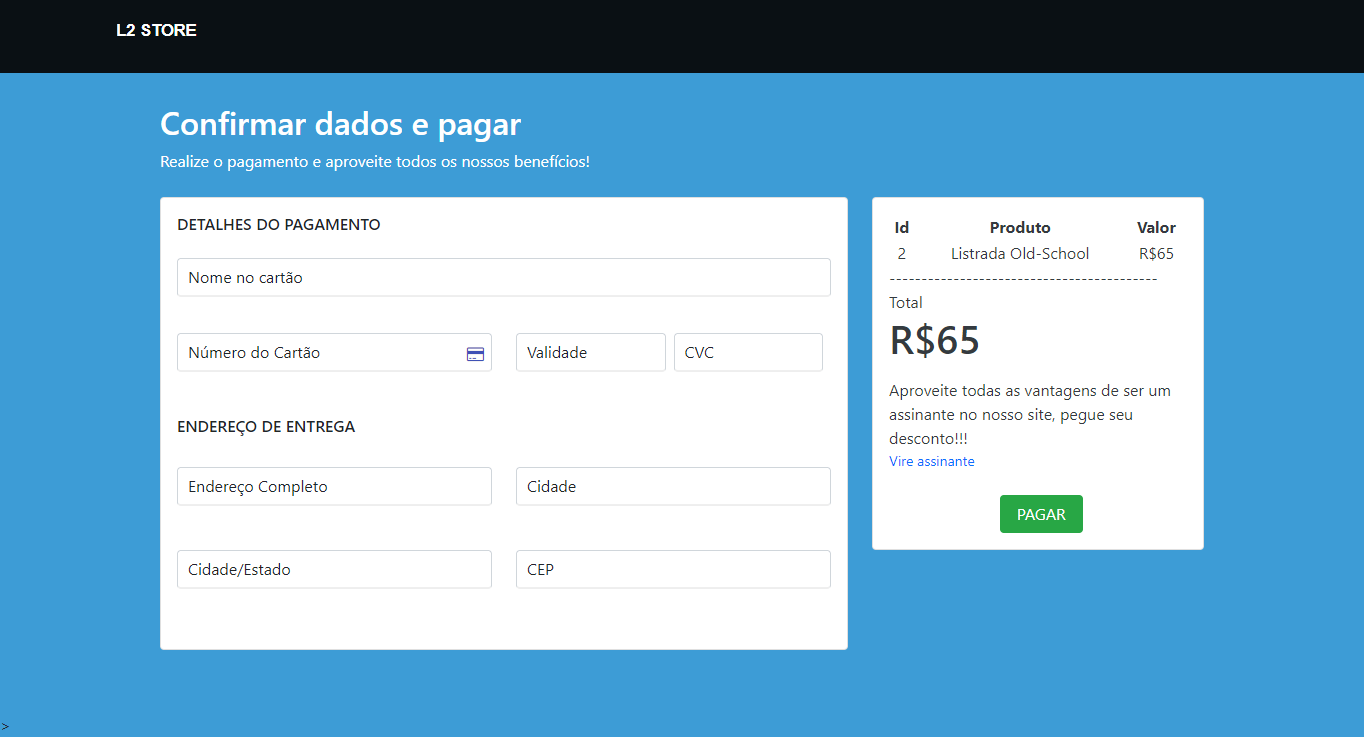 L2 STORE
Confirmar dados e pagar
Realize o pagamento e aproveite todos os nossos benefícios!
DETALHES DO PAGAMENTO
Nome no cartão
Número do Cartão
Validade
CVC
ENDEREÇO DE ENTREGA
Endereço Completo
Cidade
Cidade/Estado
CEP
Id Produto Valor
2 Listrada Old-School R$65
----------------------------------------
Total
R$65
Aproveite todas as vantagens de ser um
assinante no nosso site, pegue seu
desconto!!!
Vire assinante
PAGAR
>